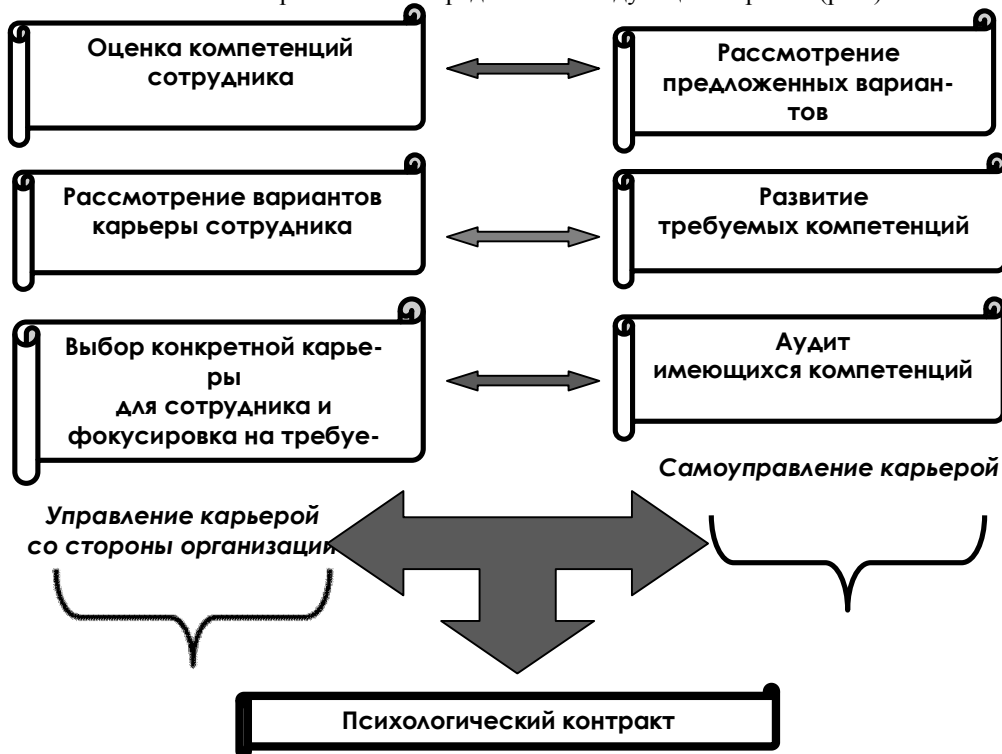 Оценка компетенций
сотрудника
Рассмотрение
предложенных вариан-
тов
Рассмотрение вариантов
карьеры сотрудника
Развитие
требуемых компетенций
Выбор конкретной карье-
ры
для сотрудника и
фокусировка на требуе-
Аудит
имеющихся компетенций
Самоуправление карьерой
Управление карьерой
со стороны организации
Психологический контракт